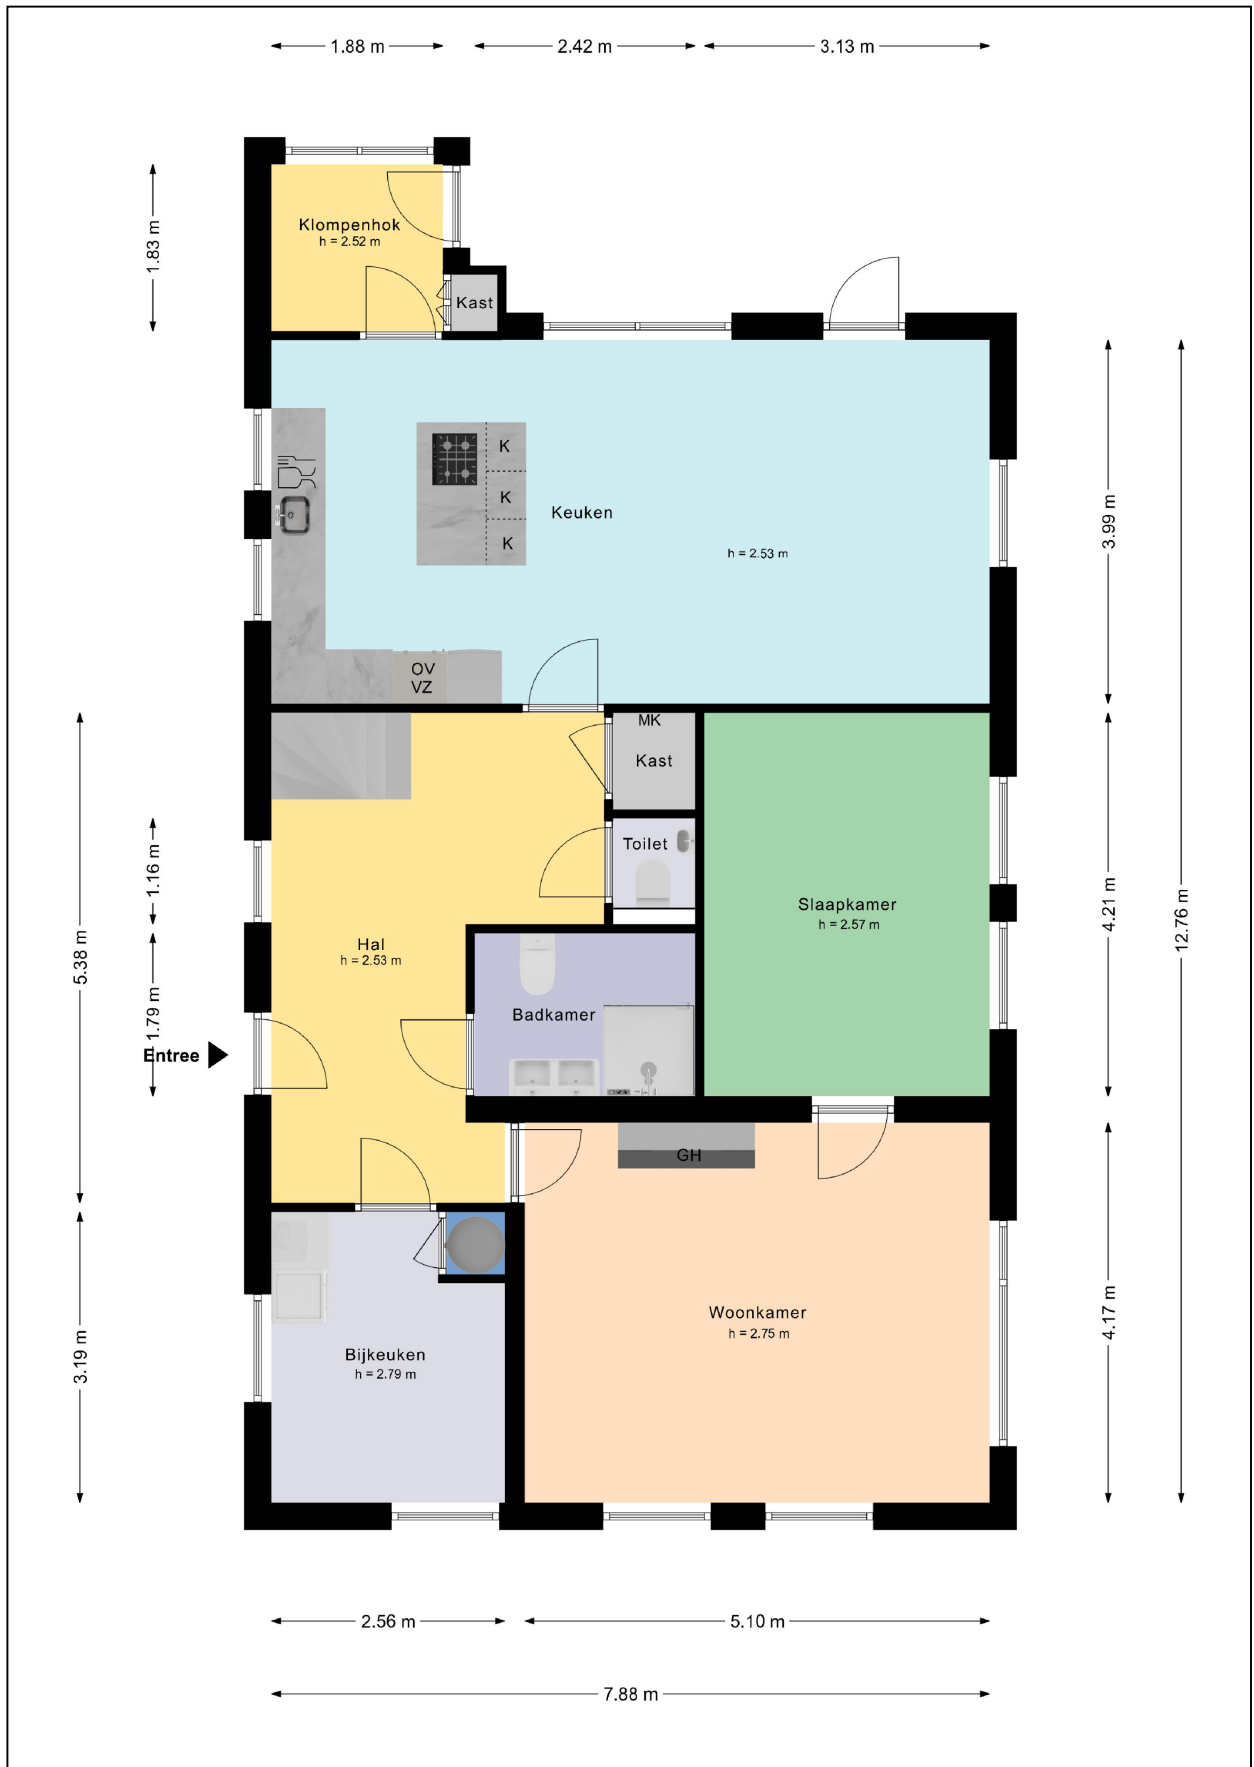 1.88 m
2.42 m
3.13 m
1.83 m
Klompenhok
h = 2.52 m
Kast
K
K
K
Keuken
h = 2.53 m
3.99 m
OV
VZ
MK
Kast
Toilet
1.16 m
Slaapkamer
h = 2.57 m
4.21 m
12.76 m
5.38 m
Hal
h = 2.53 m
1.79 m
Badkamer
Entree
GH
Woonkamer
h = 2.75 m
4.17 m
3.19 m
Bijkeuken
h = 2.79 m
2.56 m
5.10 m
7.88 m